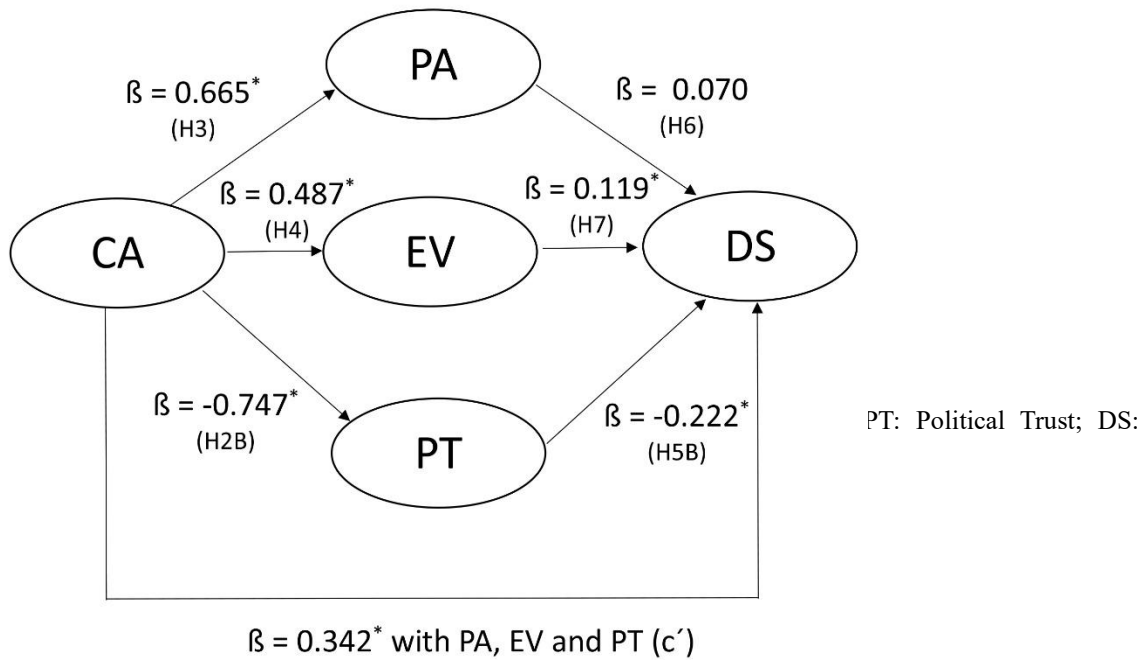 PA
ß = 0.665*
(H3)
ß = 0.070
(H6)
ß = 0.487*
(H4)
ß = 0.119*
(H7)
CA
EV
DS
ß = -0.747*
(H2B)
ß = -0.222*
(H5B)
PT
PT: Political Trust; DS:
ß = 0.342* with PA, EV and PT (c´)